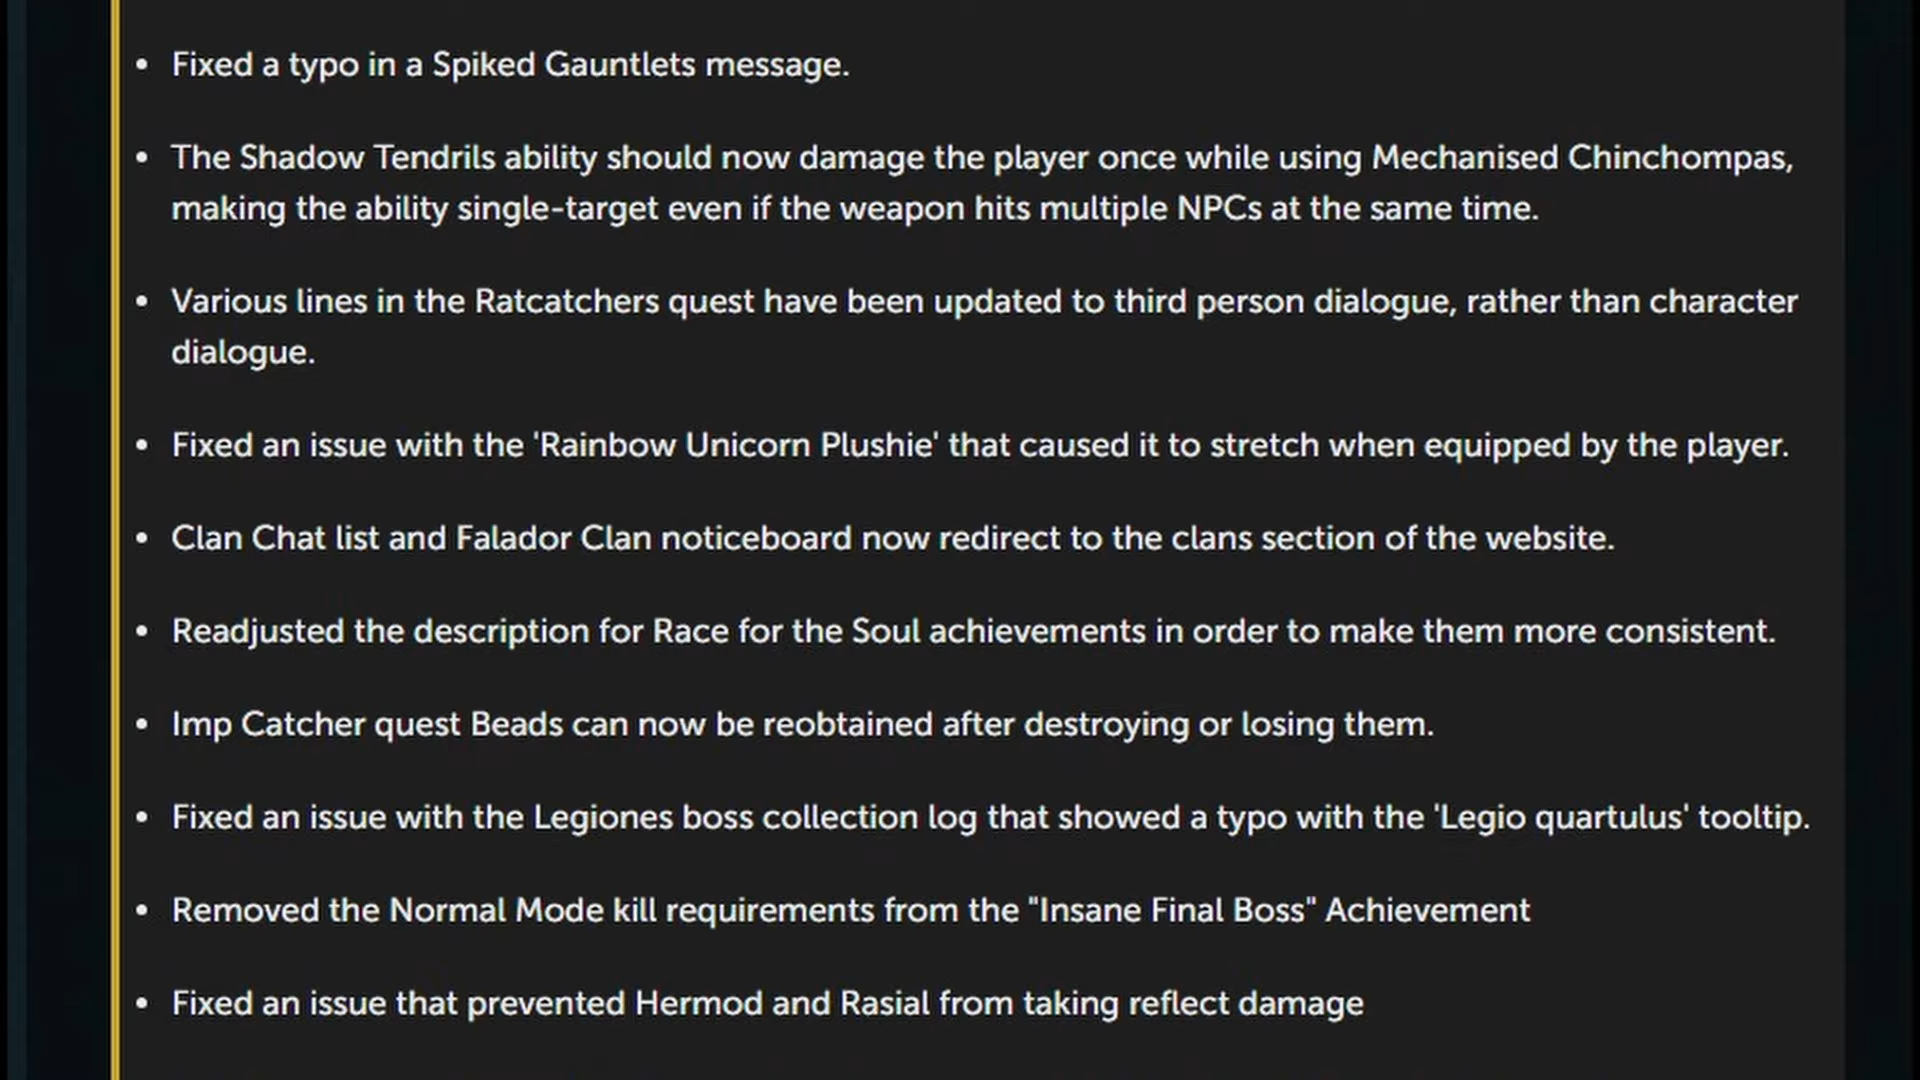 • Fixed a typo in a Spiked Gauntlets message.
• The Shadow Tendrils ability should now damage the player once while using Mechanised Chinchompas,
making the ability single-target even if the weapon hits multiple NPCs at the same time.
• Various lines in the Ratcatchers quest have been updated to third person dialogue, rather than character
dialogue.
• Fixed an issue with the 'Rainbow Unicorn Plushie' that caused it to stretch when equipped by the player.
• Clan Chat list and Falador Clan noticeboard now redirect to the clans section of the website.
• Readjusted the description for Race for the Soul achievements in order to make them more consistent.
• Imp Catcher quest Beads can now be reobtained after destroying or losing them.
• Fixed an issue with the Legiones boss collection log that showed a typo with the 'Legio quartulus' tooltip.
• Removed the Normal Mode kill requirements from the "Insane Final Boss" Achievement
• Fixed an issue that prevented Hermod and Rasial from taking reflect damage